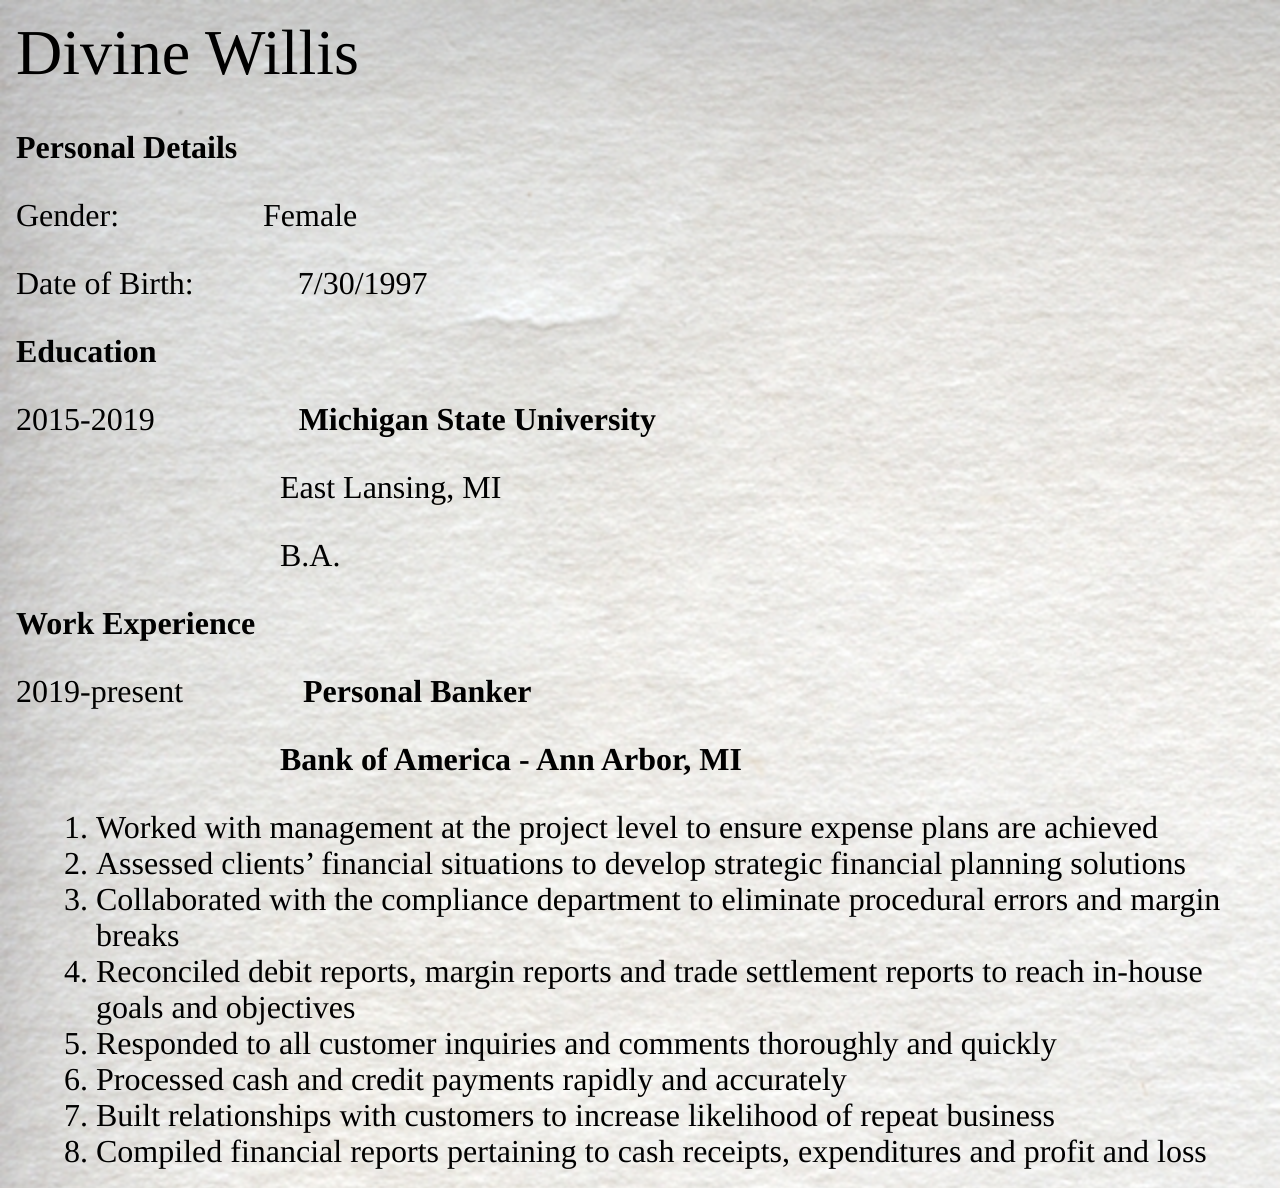 Divine Willis
Personal Details
Gender: Female
Date of Birth: 7/30/1997
Education
2015-2019 Michigan State University
East Lansing, MI
B.A.
Work Experience
2019-present Personal Banker
Bank of America - Ann Arbor, MI
1. Worked with management at the project level to ensure expense plans are achieved
2. Assessed clients’ financial situations to develop strategic financial planning solutions
3. Collaborated with the compliance department to eliminate procedural errors and margin
breaks
4. Reconciled debit reports, margin reports and trade settlement reports to reach in-house
goals and objectives
5. Responded to all customer inquiries and comments thoroughly and quickly
6. Processed cash and credit payments rapidly and accurately
7. Built relationships with customers to increase likelihood of repeat business
8. Compiled financial reports pertaining to cash receipts, expenditures and profit and loss